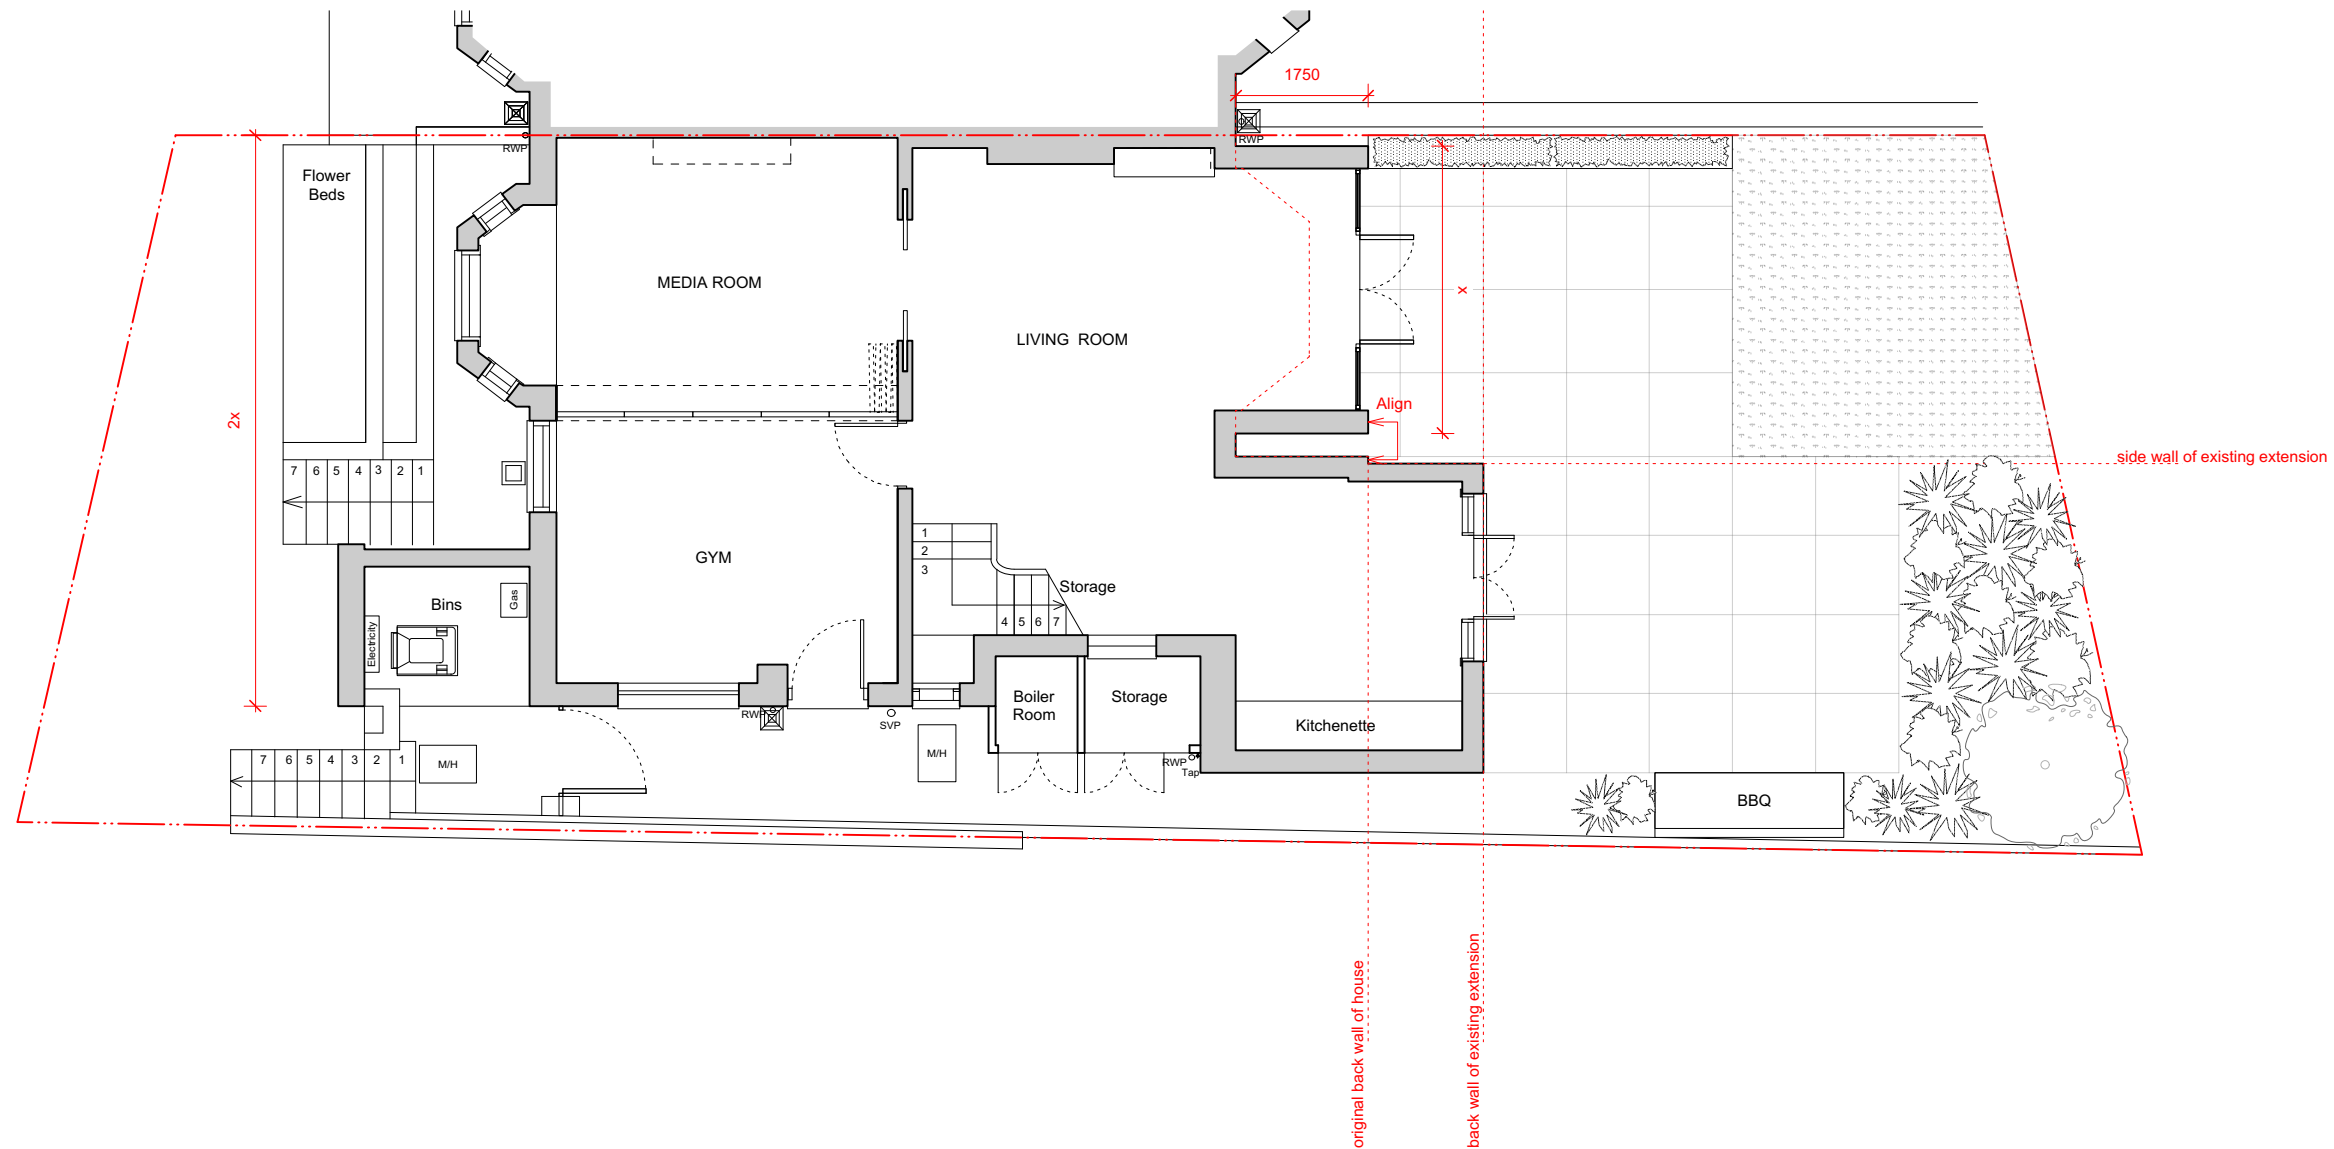 1750
RWP
RWP
Flower
Beds
MEDIA ROOM
LIVING  ROOM
x
2x
Align
side wall of existing extension
7 6 5 4 3 2 1
GYM
1
2
3
Storage
4 5 6 7
Bins
Gas
Electricity
Boiler
Room
Storage
Kitchenette
RWP
SVP
M/H
M/H
RWP
Tap
7 6 5 4 3 2 1
BBQ
original back wall of house
back wall of existing extension